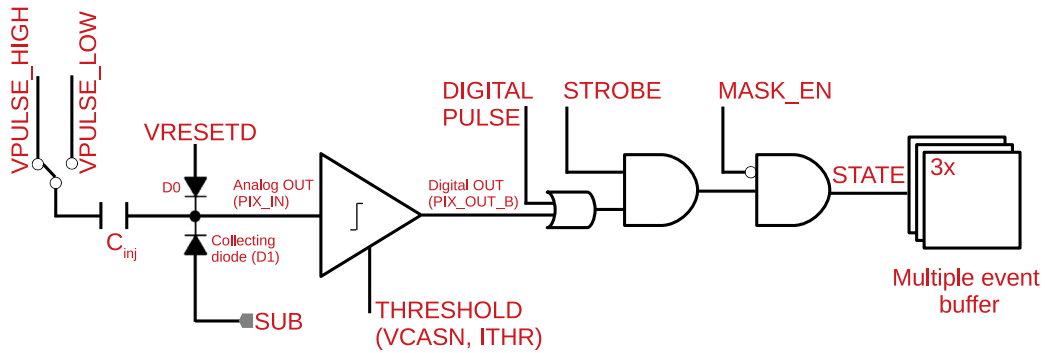 VPULSE_HIGH
VPULSE_LOW
VRESETD
D0
Analog OUT
(PIX_IN)
Cinj
Collecting
diode (D1)
SUB
THRESHOLD
(VCASN, ITHR)
Digital OUT
(PIX_OUT_B)
DIGITAL
PULSE
STROBE
MASK_EN
STATE
3x
Multiple event
buffer